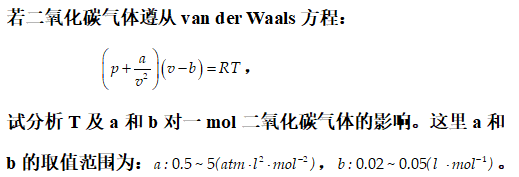 若二氧化碳气体遵从 van der Waals 方程：
(p + a/v²)(v − b) = RT，
试分析 T 及 a 和 b 对一 mol 二氧化碳气体的影响。这里 a 和
b 的取值范围为：a : 0.5 ~ 5(atm · l² · mol⁻²)，b : 0.02 ~ 0.05(l · mol⁻¹)。